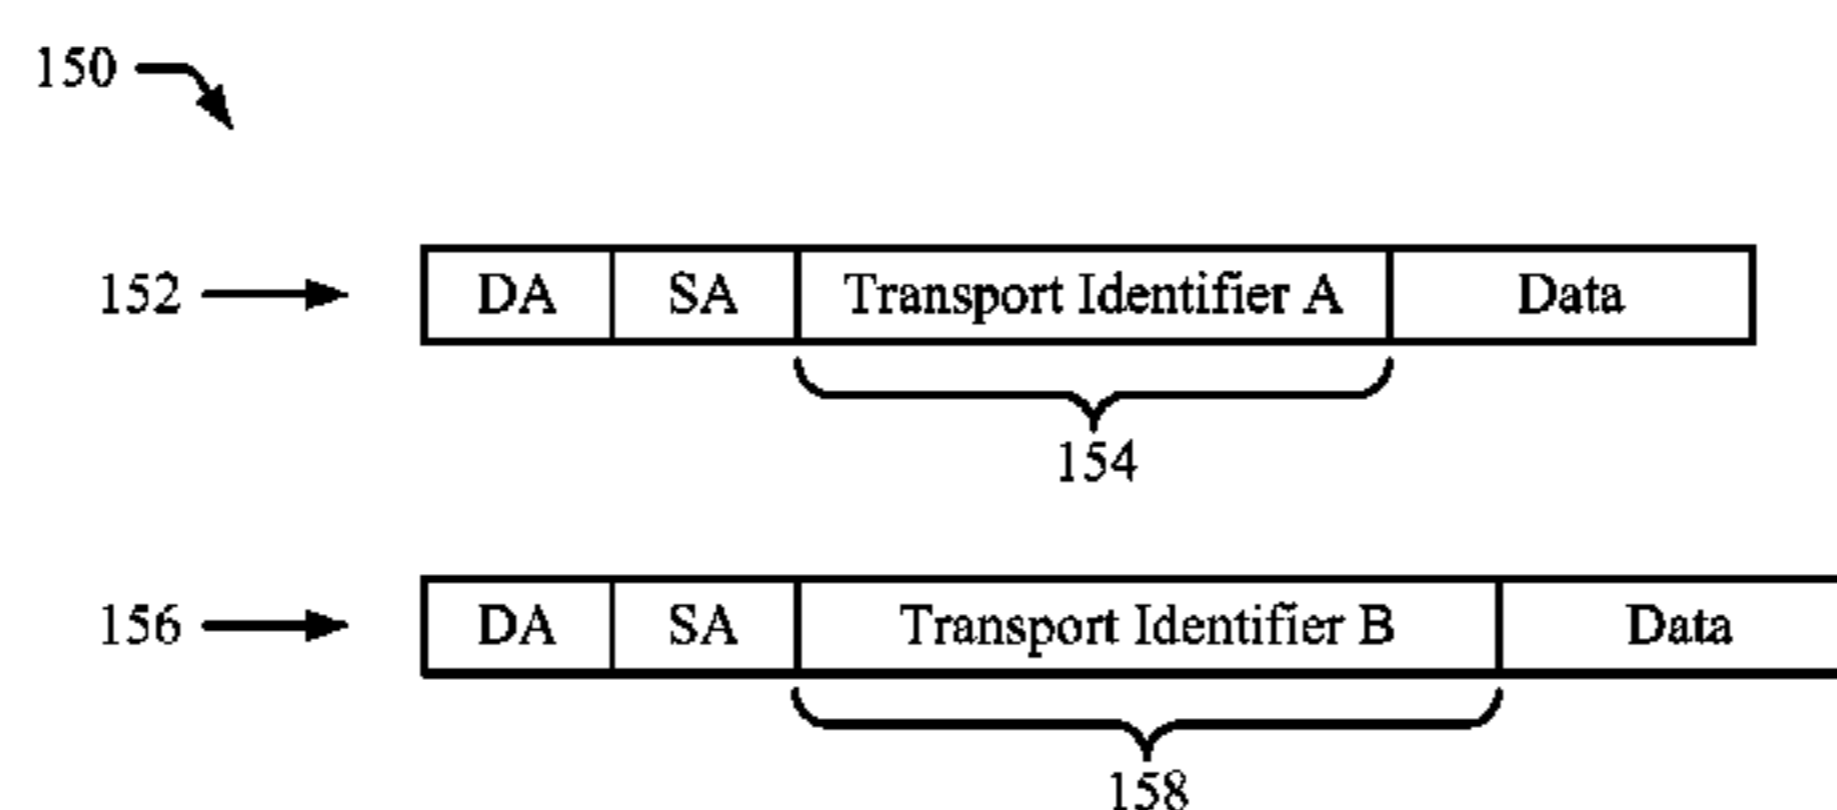 150
152 DA SA Transport Identifier A Data
154
156 DA SA Transport Identifier B Data
158